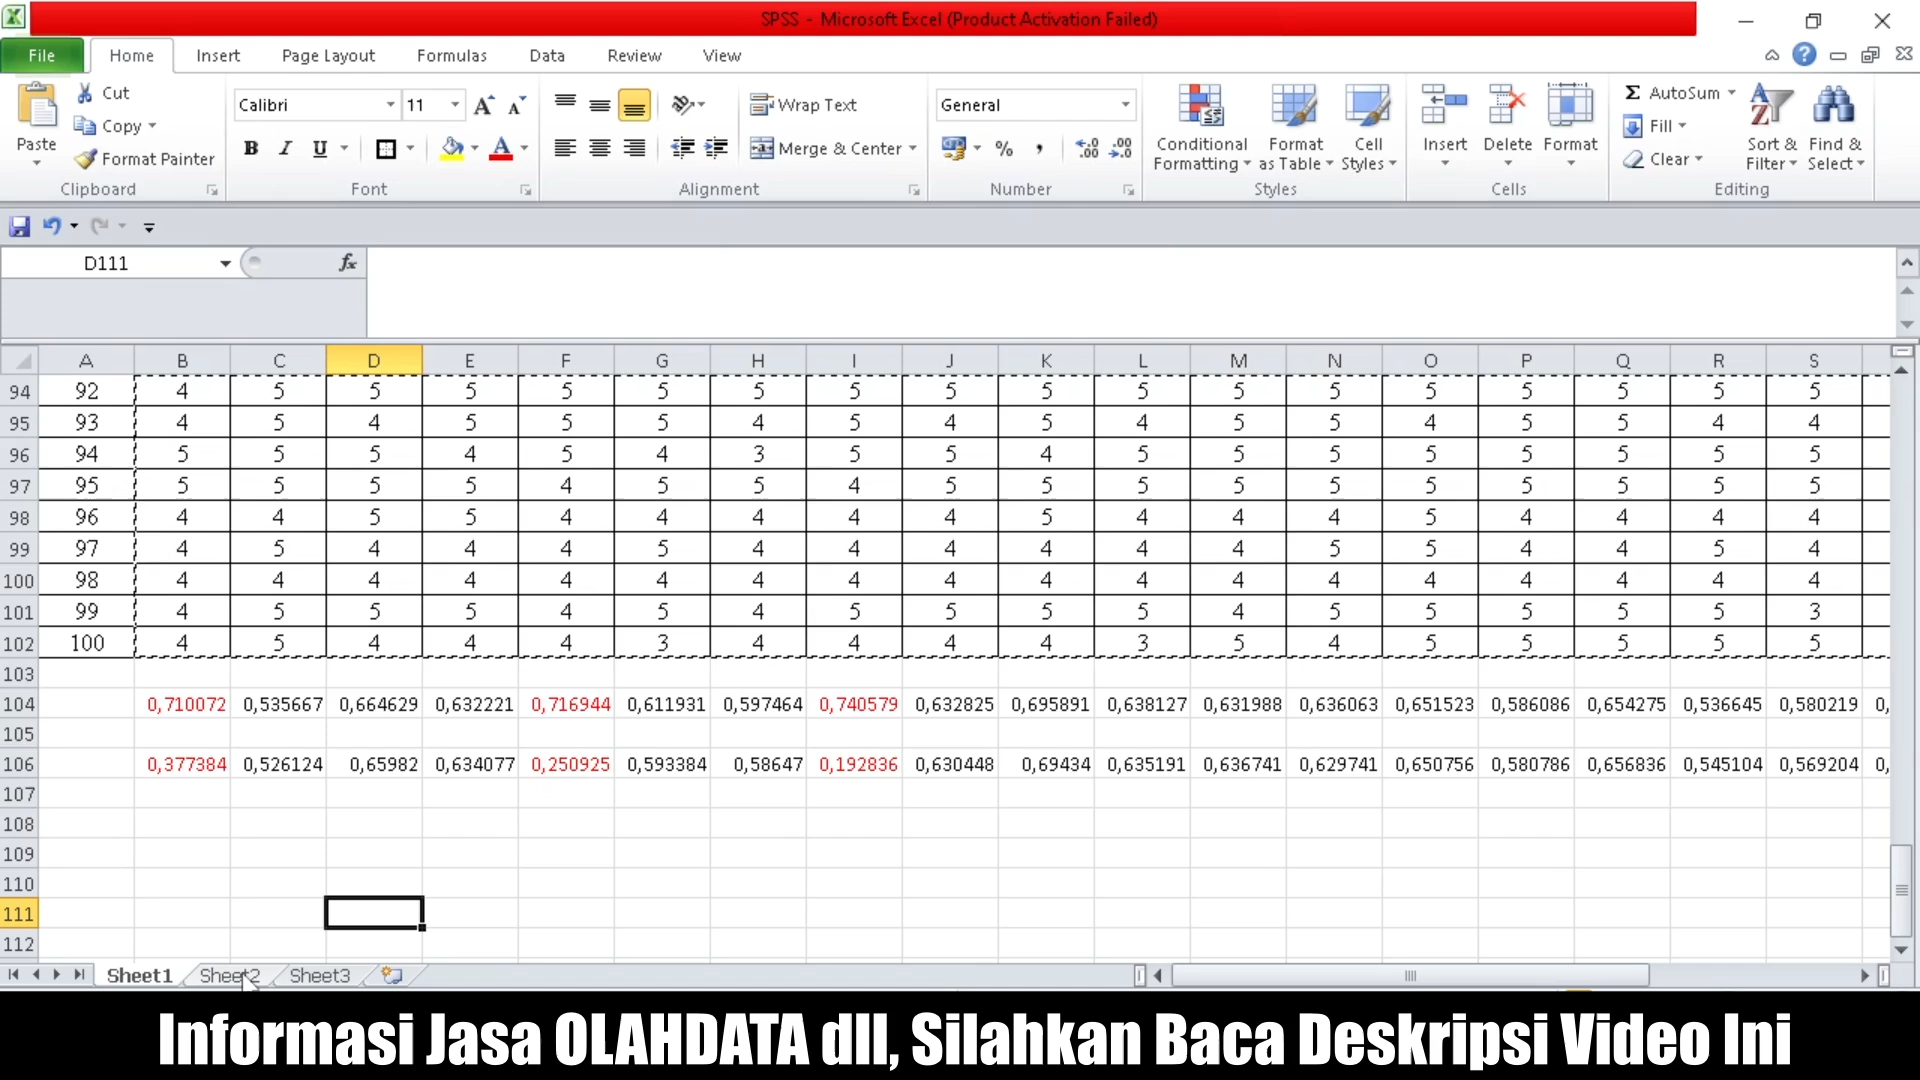 SPSS - Microsoft Excel (Product Activation Failed)
File Home Insert Page Layout Formulas Data Review View
Paste
Cut
Copy
Format Painter
Clipboard
Calibri 11
B I U
Font
Wrap Text
Merge & Center
Alignment
General
% ,
Number
Conditional Formatting
Format as Table
Cell Styles
Styles
Insert Delete Format
Cells
Σ AutoSum
Fill
Clear
Sort & Filter
Find & Select
Editing
D111 fx
A B C D E F G H I J K L M N O P Q R S
94 92 4 5 5 5 5 5 5 5 5 5 5 5 5 5 5 5 5 5
95 93 4 5 4 5 5 5 4 5 4 5 4 5 5 4 5 5 4 4
96 94 5 5 5 4 5 4 3 5 5 4 5 5 5 5 5 5 5 5
97 95 5 5 5 5 4 5 5 4 5 5 5 5 5 5 5 5 5 5
98 96 4 4 5 5 4 4 4 4 4 5 4 4 4 5 4 4 4 4
99 97 4 5 4 4 4 5 4 4 4 4 4 4 5 5 4 4 5 4
100 98 4 4 4 4 4 4 4 4 4 4 4 4 4 4 4 4 4 4
101 99 4 5 5 5 4 5 4 5 5 5 5 4 5 5 5 5 5 3
102 100 4 5 4 4 4 3 4 4 4 4 3 5 4 5 5 5 5 5
103
104 0,710072 0,535667 0,664629 0,632221 0,716944 0,611931 0,597464 0,740579 0,632825 0,695891 0,638127 0,631988 0,636063 0,651523 0,586086 0,654275 0,536645 0,580219 0,
105
106 0,377384 0,526124 0,65982 0,634077 0,250925 0,593384 0,58647 0,192836 0,630448 0,69434 0,635191 0,636741 0,629741 0,650756 0,580786 0,656836 0,545104 0,569204 0,
107
108
109
110
111
112
Sheet1 Sheet2 Sheet3
Informasi Jasa OLAHDATA dll, Silahkan Baca Deskripsi Video Ini